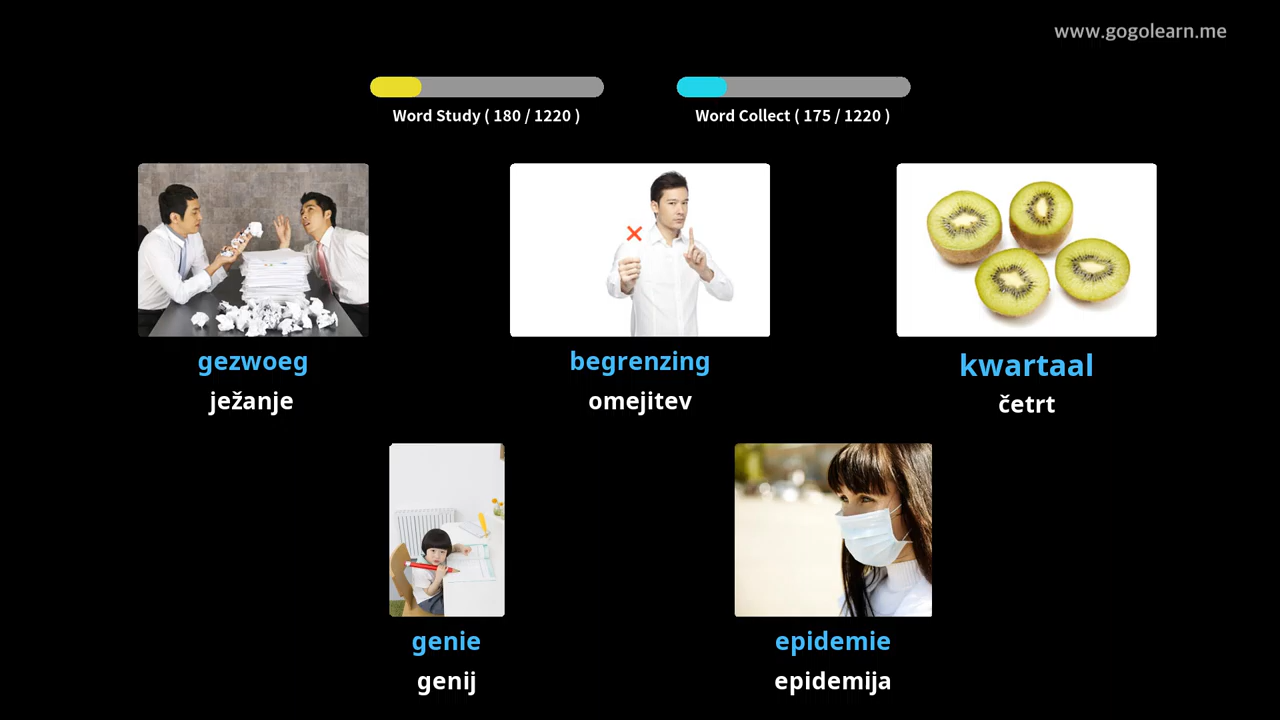 www.gogolearn.me
Word Study ( 180 / 1220 )
Word Collect ( 175 / 1220 )
gezwoeg
ježanje
begrenzing
omejitev
kwartaal
četrt
genie
genij
epidemie
epidemija